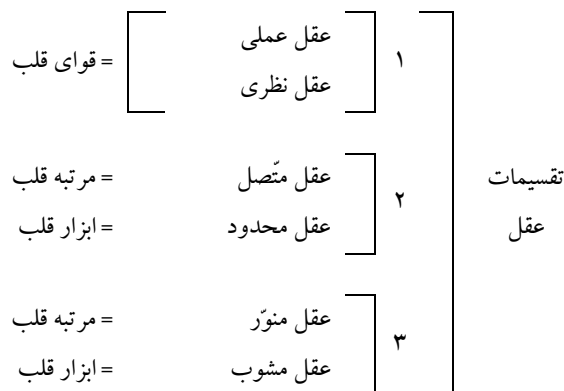 عقل عملی
۱
= قوای قلب
عقل نظری
تقسیمات
عقل
۲
عقل متّصل = مرتبه قلب
عقل محدود = ابزار قلب
۳
عقل منوّر = مرتبه قلب
عقل مشوب = ابزار قلب